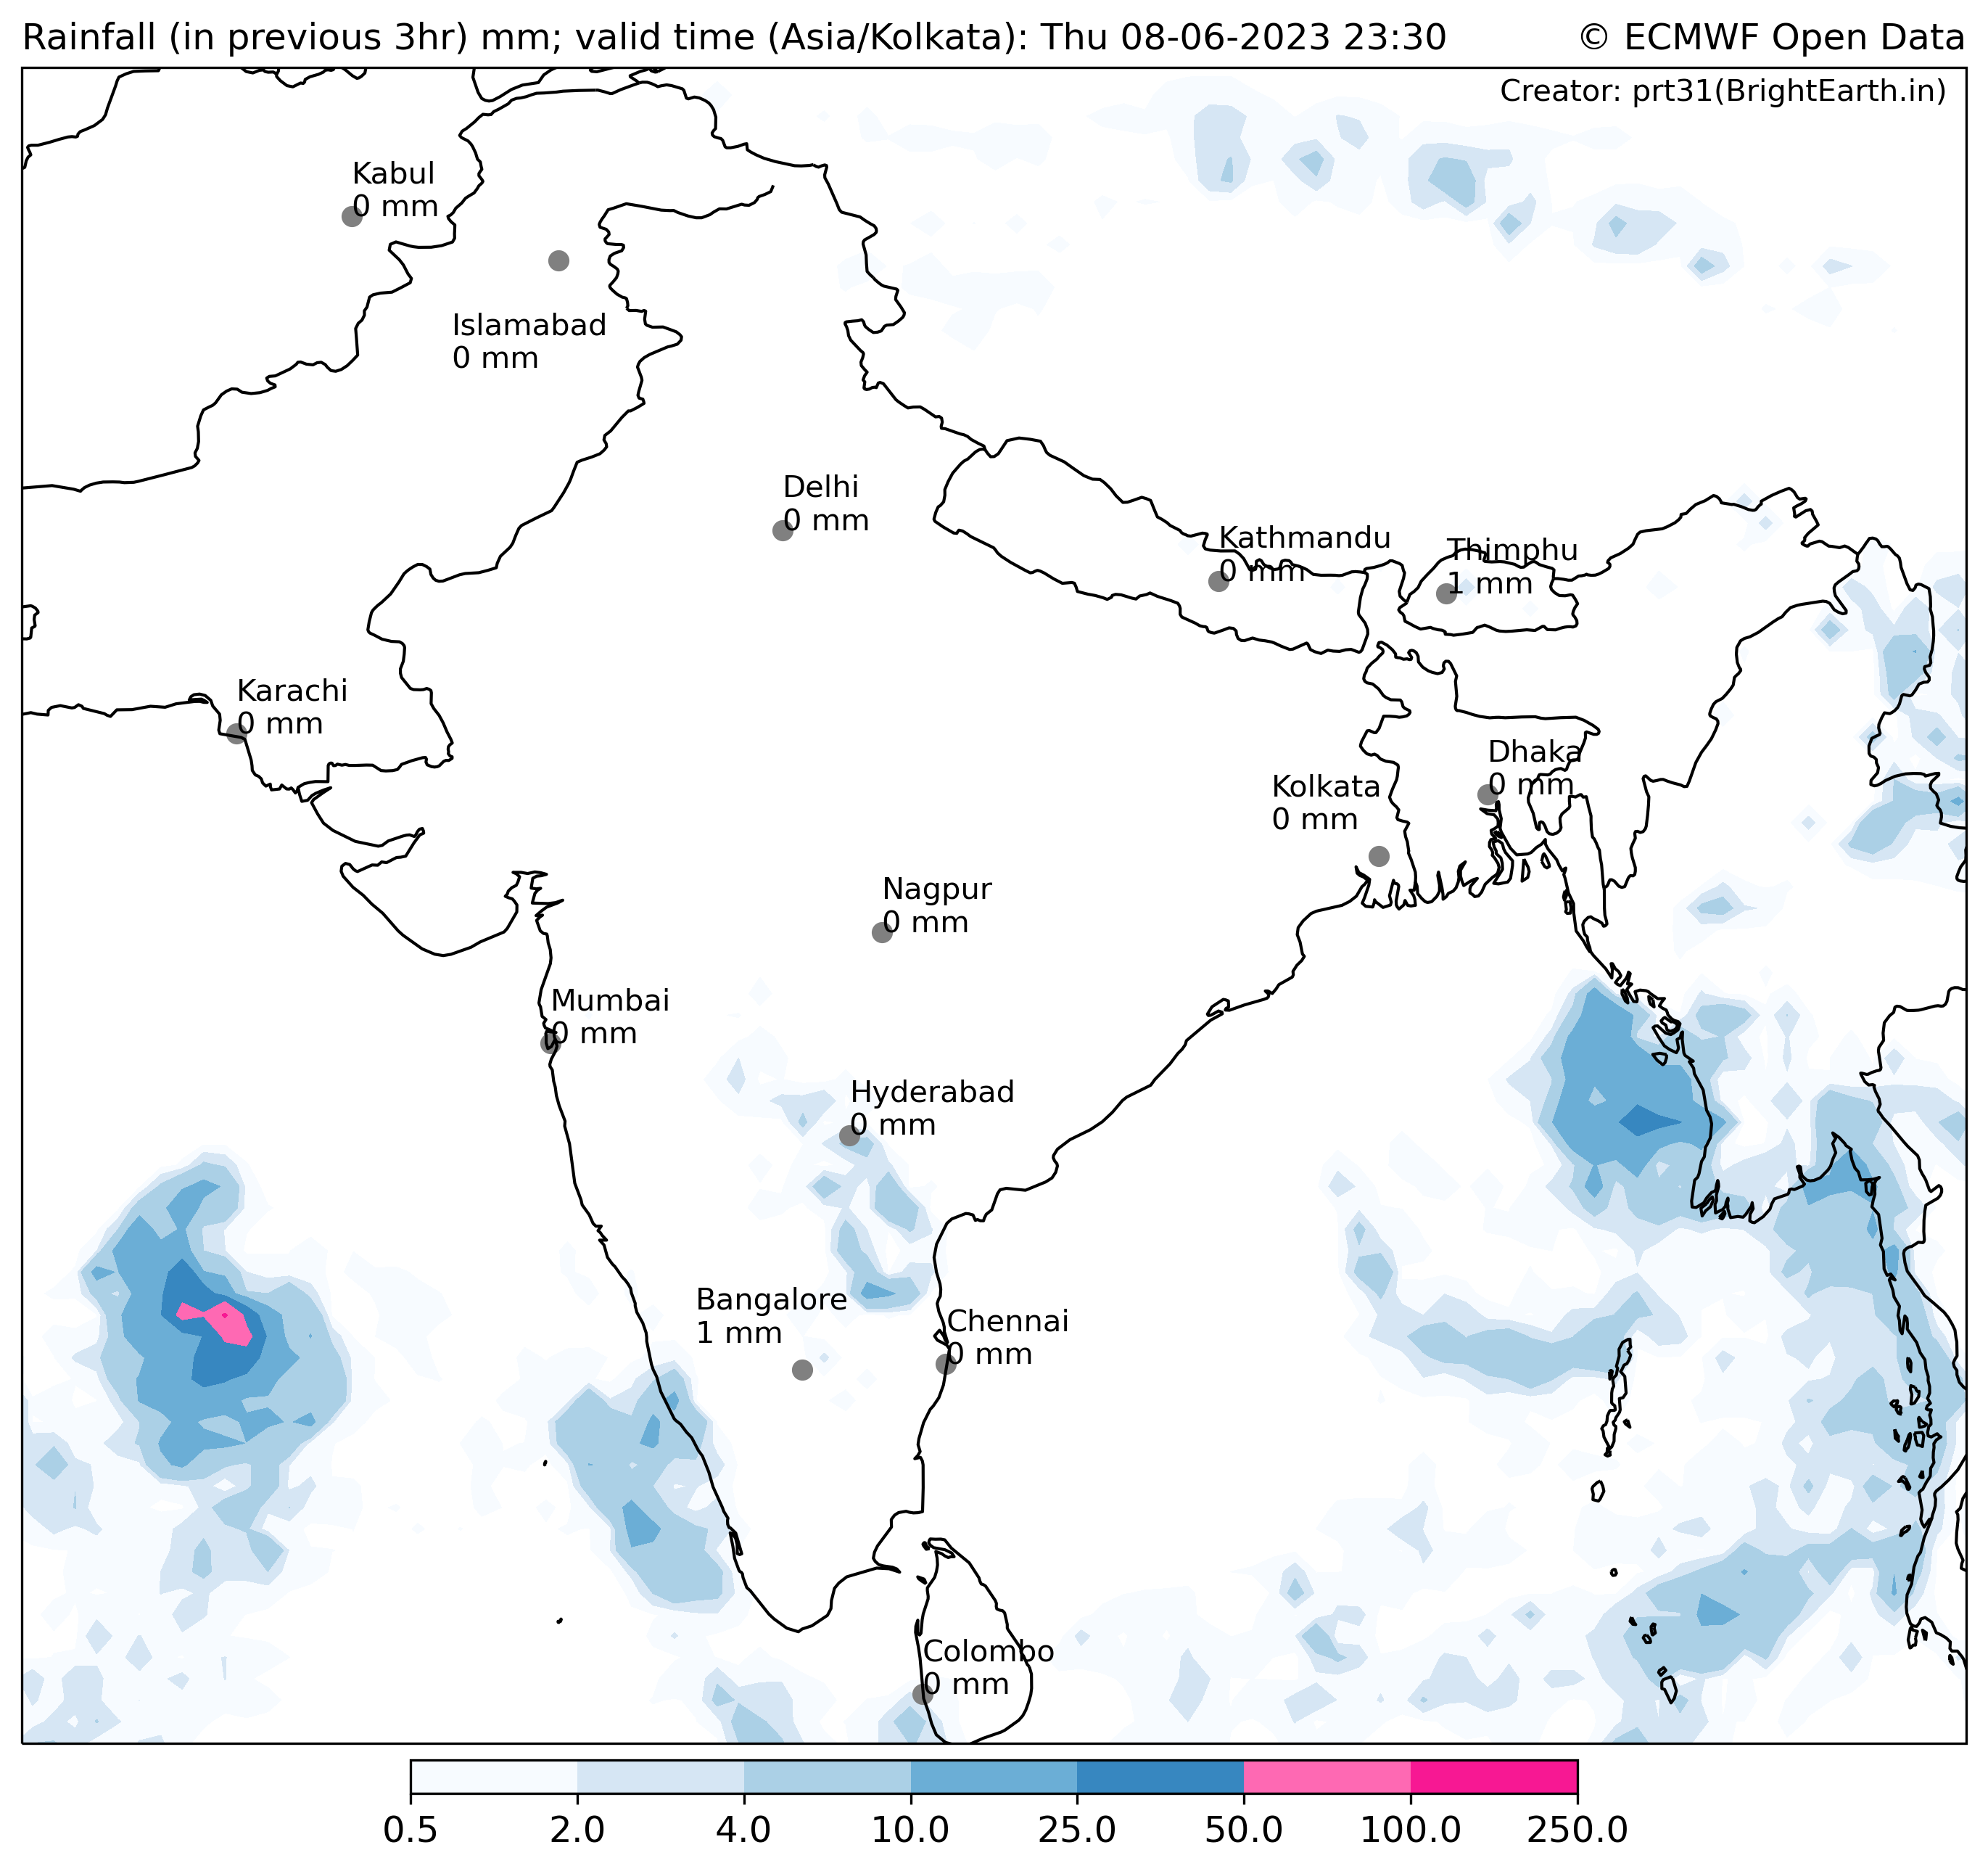 Rainfall (in previous 3hr) mm; valid time (Asia/Kolkata): Thu 08-06-2023 23:30
© ECMWF Open Data
Creator: prt31(BrightEarth.in)
Kabul
0 mm
Islamabad
0 mm
Delhi
0 mm
Kathmandu
0 mm
Thimphu
1 mm
Karachi
0 mm
Dhaka
0 mm
Kolkata
0 mm
Nagpur
0 mm
Mumbai
0 mm
Hyderabad
0 mm
Bangalore
1 mm
Chennai
0 mm
Colombo
0 mm
0.5 2.0 4.0 10.0 25.0 50.0 100.0 250.0